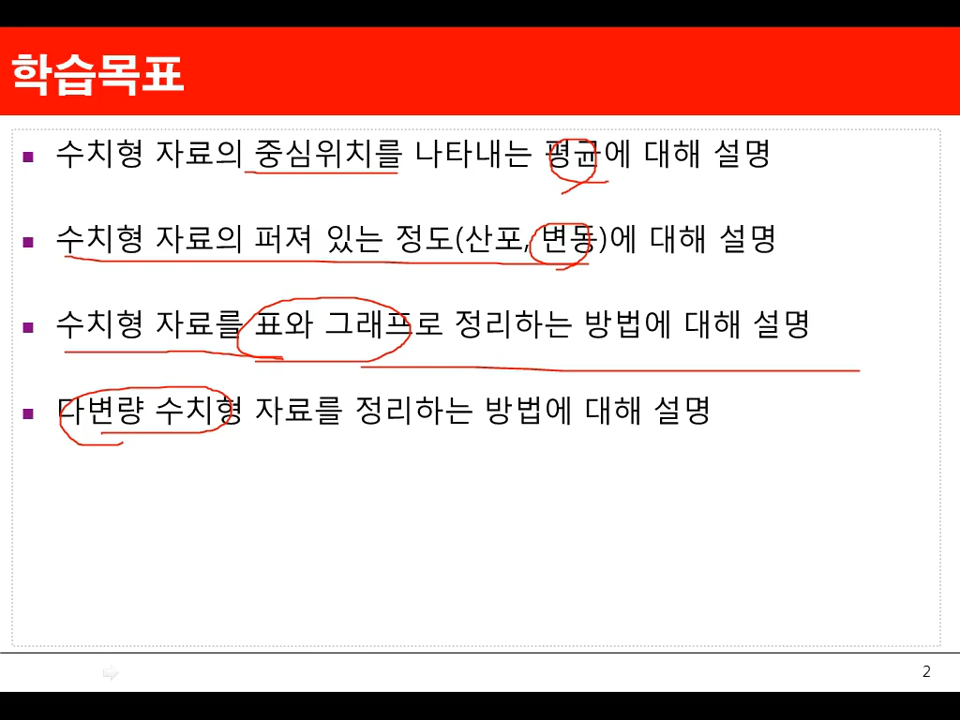 학습목표
수치형 자료의 중심위치를 나타내는 평균에 대해 설명
수치형 자료의 퍼져 있는 정도(산포, 변동)에 대해 설명
수치형 자료를 표와 그래프로 정리하는 방법에 대해 설명
다변량 수치형 자료를 정리하는 방법에 대해 설명
2